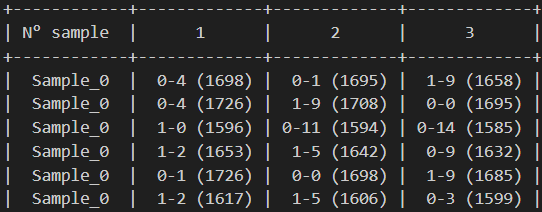 +------------+--------------+--------------+--------------+
| Nº sample  |      1       |      2       |      3       |
+------------+--------------+--------------+--------------+
|  Sample_0  |  0-4 (1698)  |  0-1 (1695)  |  1-9 (1658)  |
|  Sample_0  |  0-4 (1726)  |  1-9 (1708)  |  0-0 (1695)  |
|  Sample_0  |  1-0 (1596)  | 0-11 (1594)  | 0-14 (1585)  |
|  Sample_0  |  1-2 (1653)  |  1-5 (1642)  |  0-9 (1632)  |
|  Sample_0  |  0-1 (1726)  |  0-0 (1698)  |  1-9 (1685)  |
|  Sample_0  |  1-2 (1617)  |  1-5 (1606)  |  0-3 (1599)  |